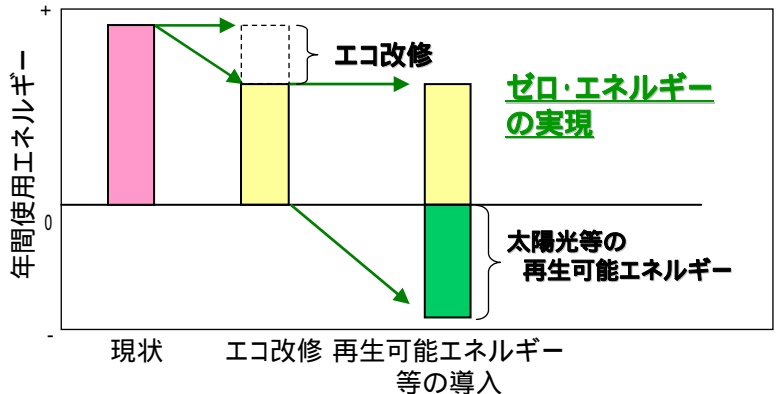 +
エコ改修
ゼロ・エネルギー
の実現
年間使用エネルギー
0
太陽光等の
再生可能エネルギー
-
現状
エコ改修
再生可能エネルギー
等の導入